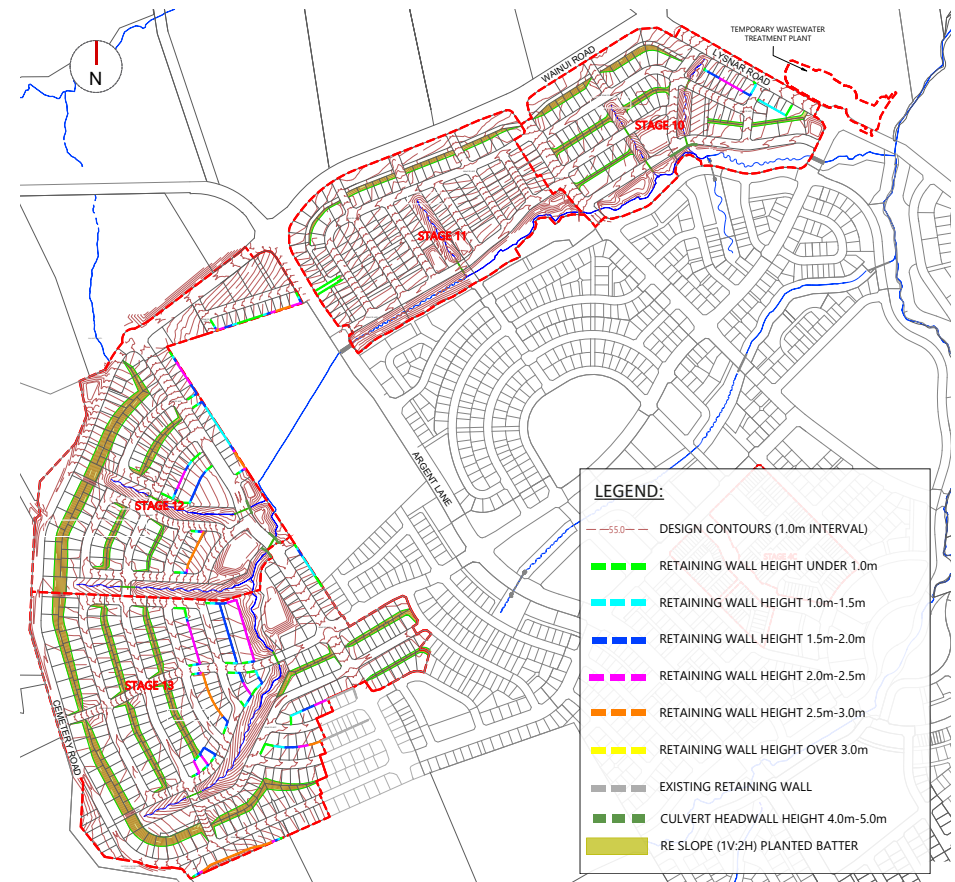 TEMPORARY WASTEWATER
TREATMENT PLANT
WAINUI ROAD
LYSNAR ROAD
N
STAGE 10
STAGE 11
ARGENT LANE
STAGE 12
STAGE 13
CEMETERY ROAD
LEGEND:
55.0
DESIGN CONTOURS (1.0m INTERVAL)
RETAINING WALL HEIGHT UNDER 1.0m
RETAINING WALL HEIGHT 1.0m-1.5m
RETAINING WALL HEIGHT 1.5m-2.0m
RETAINING WALL HEIGHT 2.0m-2.5m
RETAINING WALL HEIGHT 2.5m-3.0m
RETAINING WALL HEIGHT OVER 3.0m
EXISTING RETAINING WALL
CULVERT HEADWALL HEIGHT 4.0m-5.0m
RE SLOPE (1V:2H) PLANTED BATTER